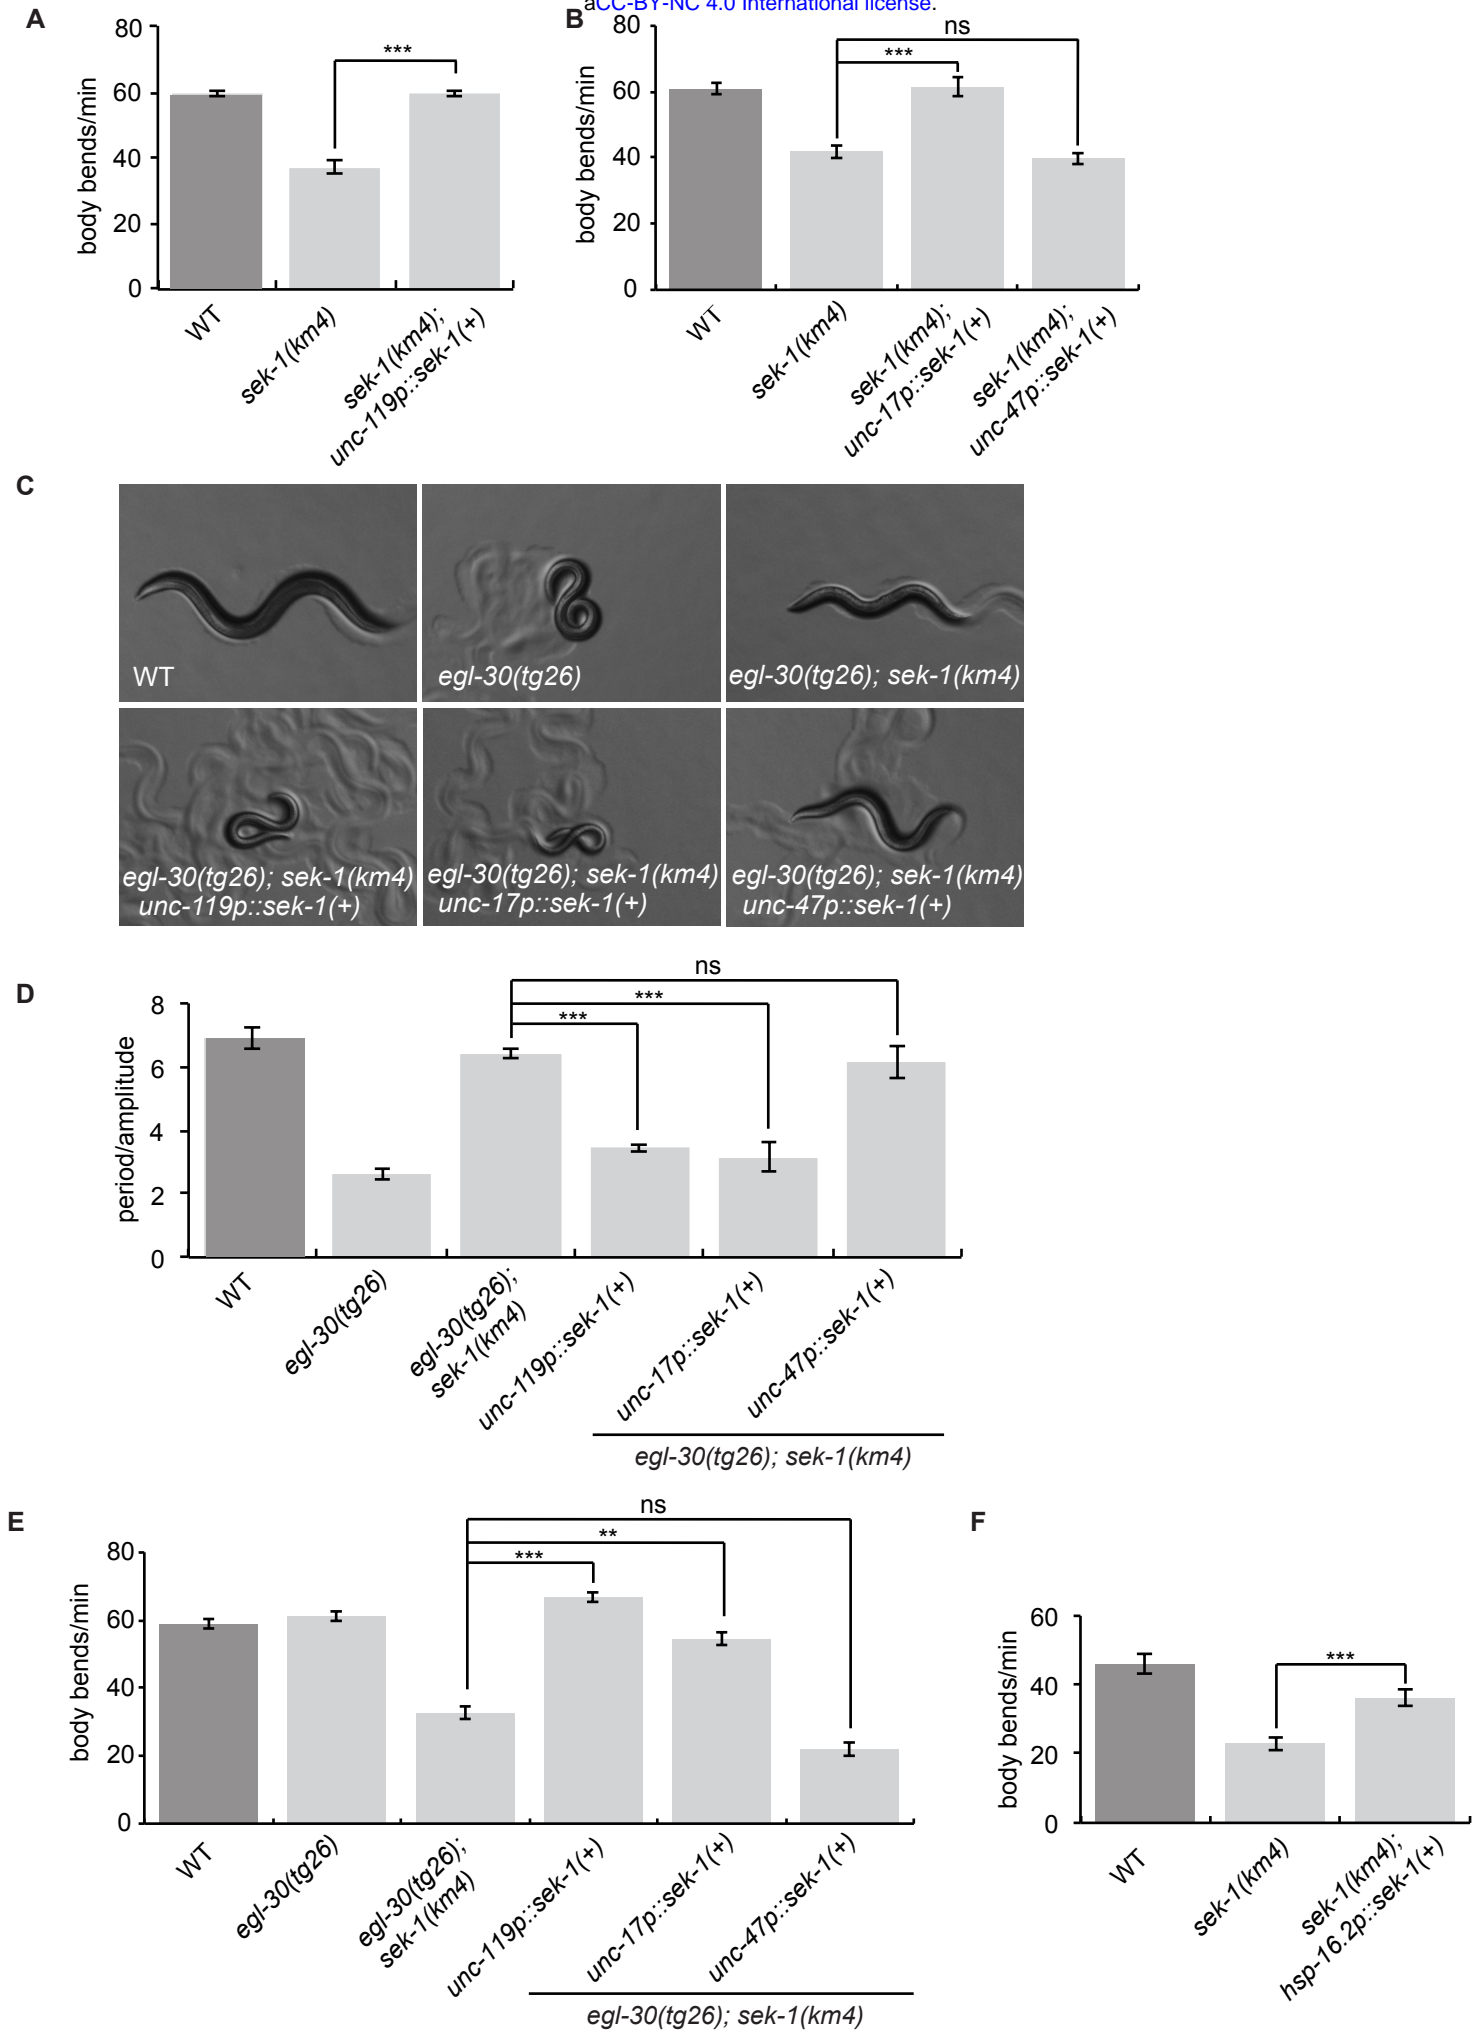 aCC-BY-NC 4.0 International license.
A
80
60
40
20
0
body bends/min
***
WT
sek-1(km4)
sek-1(km4);
unc-119p::sek-1(+)
B
80
60
40
20
0
body bends/min
ns
***
WT
sek-1(km4)
sek-1(km4);
unc-17p::sek-1(+)
sek-1(km4);
unc-47p::sek-1(+)
C
WT
egl-30(tg26)
egl-30(tg26); sek-1(km4)
egl-30(tg26); sek-1(km4)
unc-119p::sek-1(+)
egl-30(tg26); sek-1(km4)
unc-17p::sek-1(+)
egl-30(tg26); sek-1(km4)
unc-47p::sek-1(+)
D
8
6
4
2
0
period/amplitude
ns
***
***
WT
egl-30(tg26)
egl-30(tg26);
sek-1(km4)
unc-119p::sek-1(+)
unc-17p::sek-1(+)
unc-47p::sek-1(+)
egl-30(tg26); sek-1(km4)
E
80
60
40
20
0
body bends/min
ns
**
***
WT
egl-30(tg26)
egl-30(tg26);
sek-1(km4)
unc-119p::sek-1(+)
unc-17p::sek-1(+)
unc-47p::sek-1(+)
egl-30(tg26); sek-1(km4)
F
60
40
20
0
body bends/min
***
WT
sek-1(km4)
sek-1(km4);
hsp-16.2p::sek-1(+)